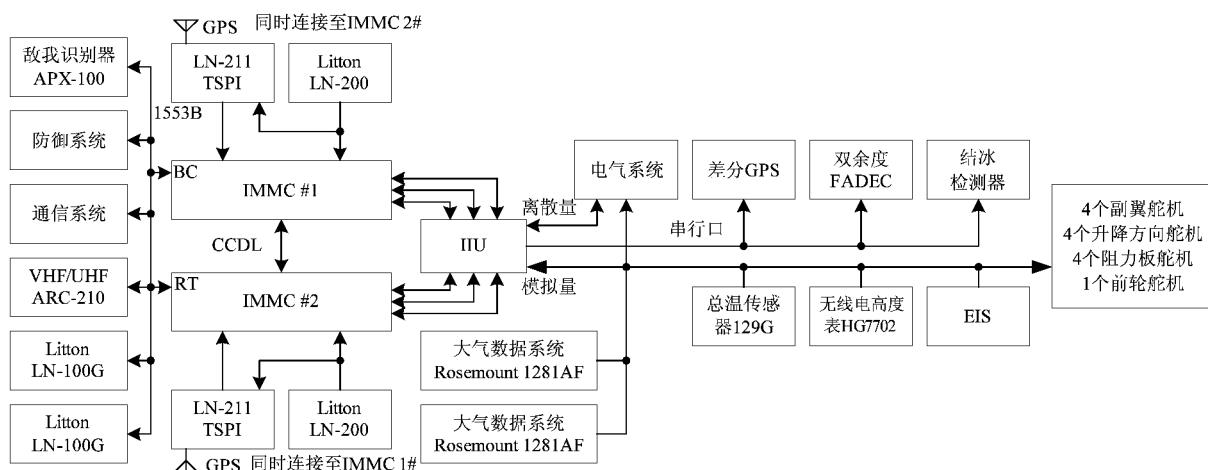 GPS
同时连接至IMMC 2#
敌我识别器
APX-100
LN-211
TSPI
Litton
LN-200
1553B
防御系统
BC
IMMC #1
电气系统
差分GPS
双余度
FADEC
结冰
检测器
通信系统
离散量
串行口
CCDL
IIU
4个副翼舵机
4个升降方向舵机
4个阻力板舵机
1个前轮舵机
VHF/UHF
ARC-210
RT
IMMC #2
模拟量
总温传感
器129G
无线电高度
表HG7702
EIS
Litton
LN-100G
大气数据系统
Rosemount 1281AF
LN-211
TSPI
Litton
LN-200
Litton
LN-100G
大气数据系统
Rosemount 1281AF
GPS
同时连接至IMMC 1#